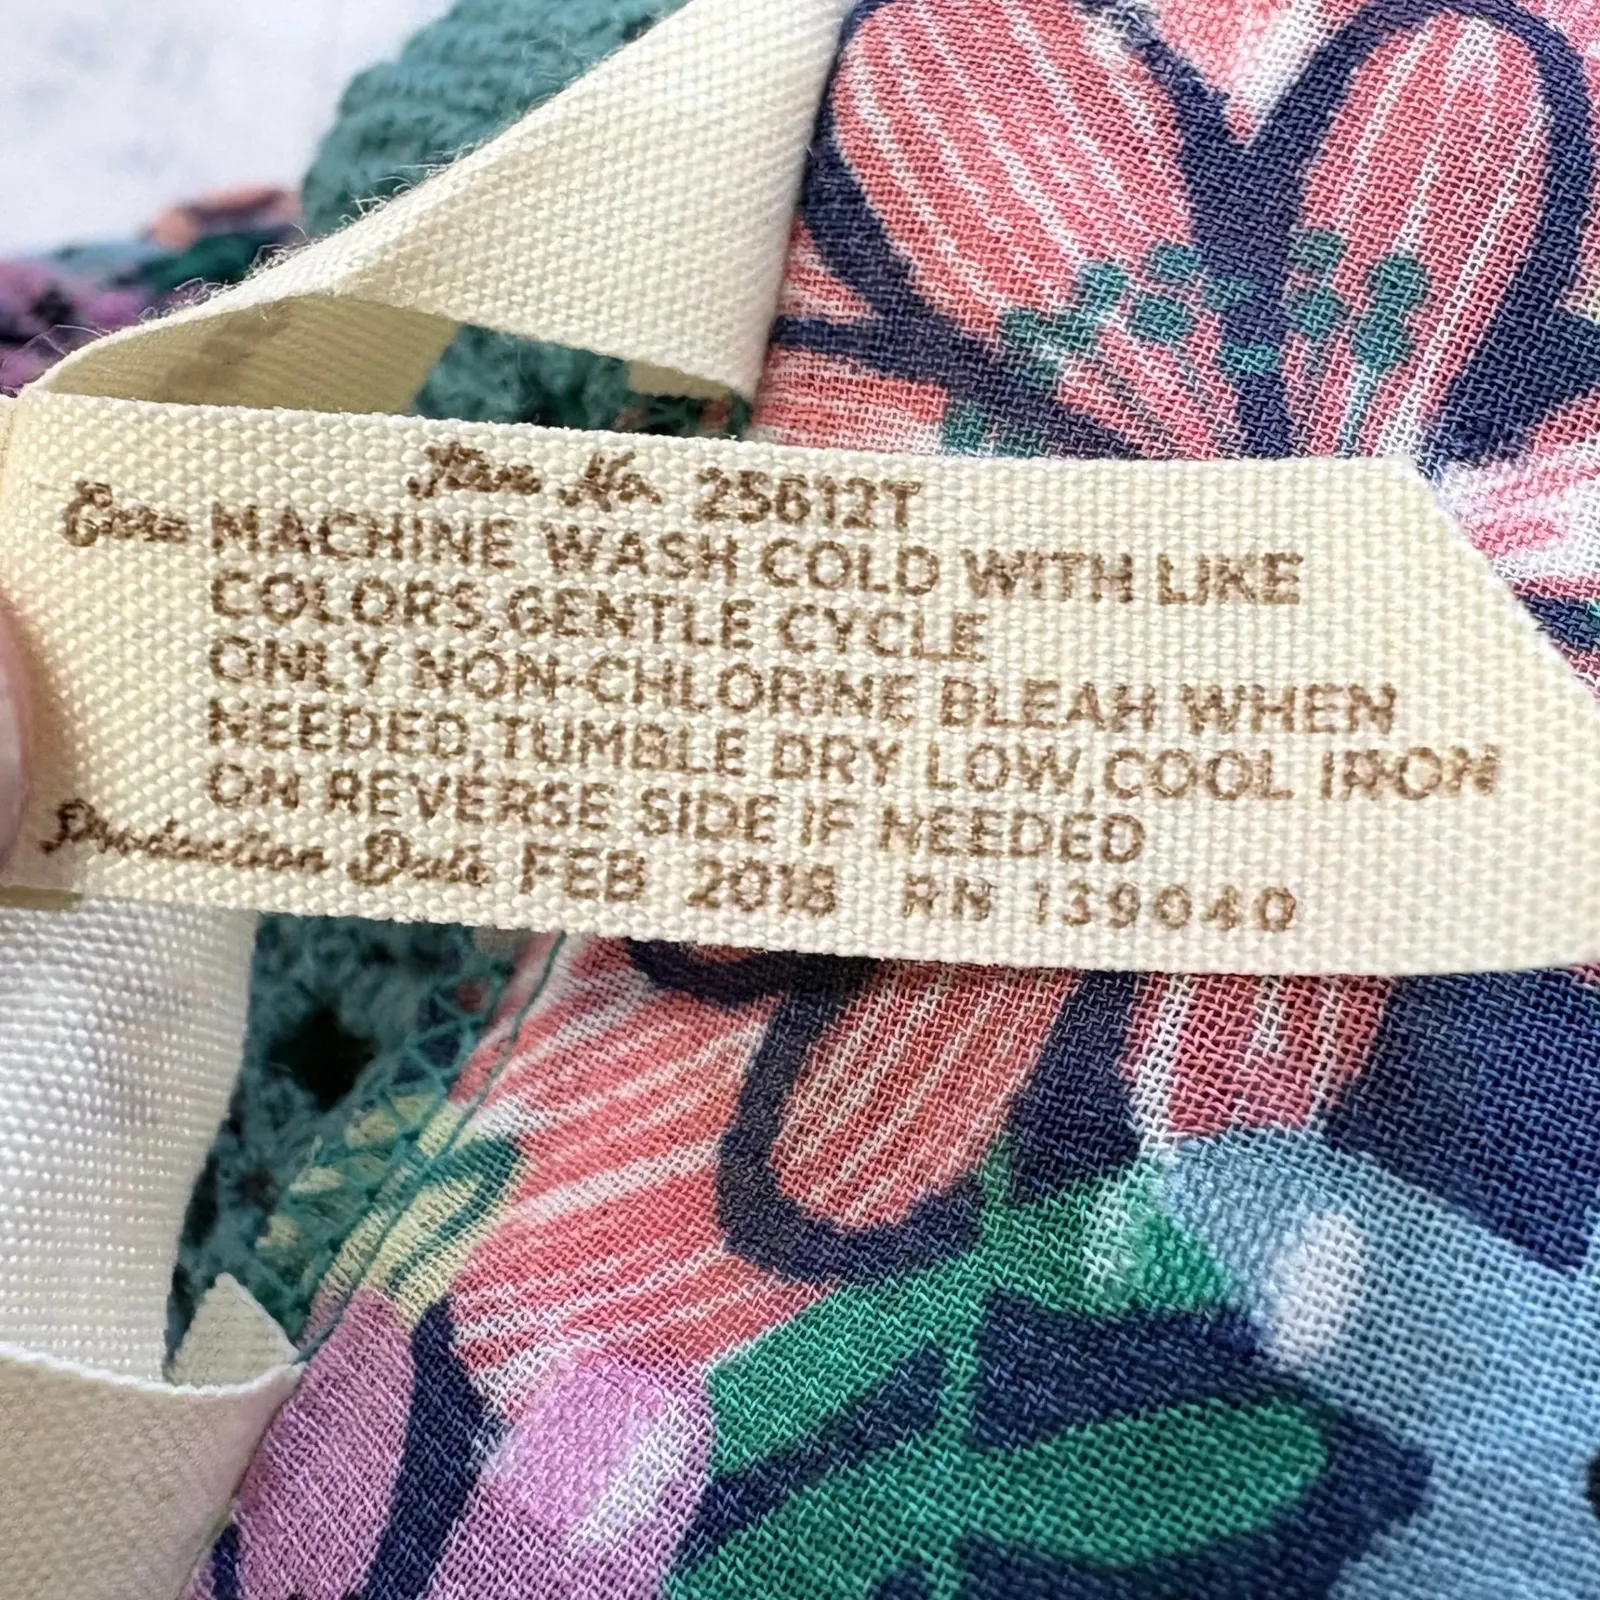 Item No. 25612T
Care MACHINE WASH COLD WITH LIKE
COLORS,GENTLE CYCLE
ONLY NON-CHLORINE BLEAH WHEN
NEEDED,TUMBLE DRY LOW,COOL IRON
ON REVERSE SIDE IF NEEDED
Production Date FEB 2018 RN 139040